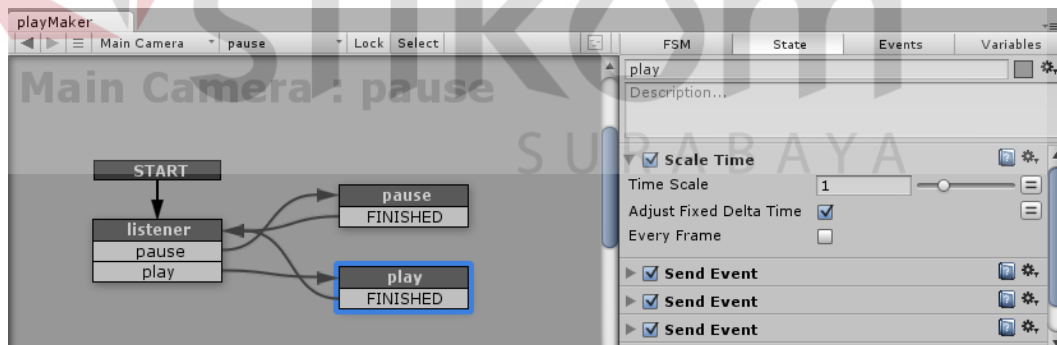 playMaker
Main Camera pause Lock Select
FSM State Events Variables
Main Camera : pause
play
Description...
stikom
SURABAYA
START
listener
pause
play
pause
FINISHED
play
FINISHED
Scale Time
Time Scale 1
Adjust Fixed Delta Time
Every Frame
Send Event
Send Event
Send Event